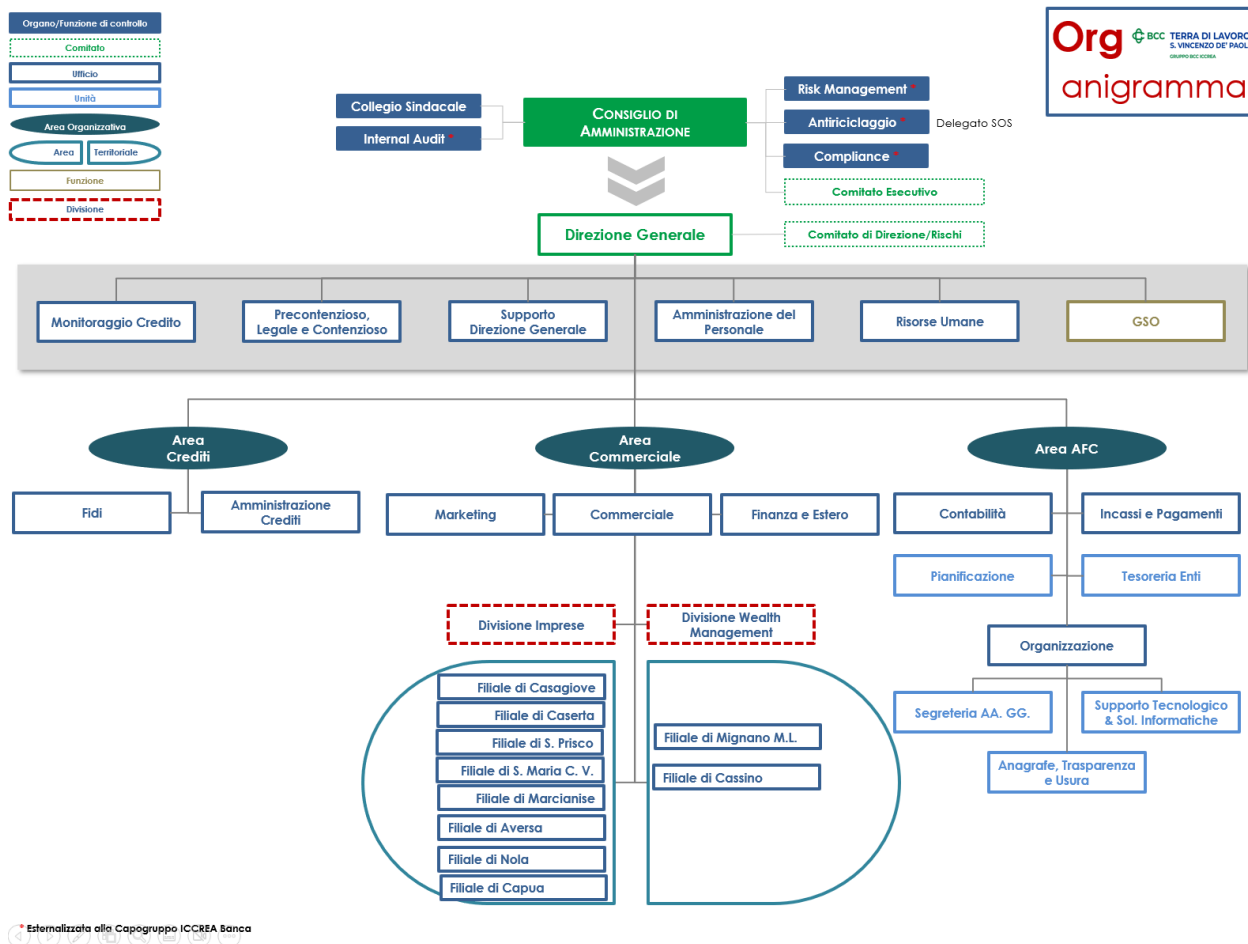 Organo/Funzione di controllo
Comitato
Ufficio
Unità
Area Organizzativa
Area Territoriale
Funzione
Divisione
Org
BCC TERRA DI LAVORO
S. VINCENZO DE' PAOLI
GRUPPO BCC ICCREA
anigramma
Collegio Sindacale
Internal Audit *
CONSIGLIO DI
AMMINISTRAZIONE
Risk Management *
Antiriciclaggio *
Delegato SOS
Compliance *
Comitato Esecutivo
Direzione Generale
Comitato di Direzione/Rischi
Monitoraggio Credito
Precontenzioso,
Legale e Contenzioso
Supporto
Direzione Generale
Amministrazione del
Personale
Risorse Umane
GSO
Area
Crediti
Area
Commerciale
Area AFC
Fidi
Amministrazione
Crediti
Marketing
Commerciale
Finanza e Estero
Contabilità
Incassi e Pagamenti
Pianificazione
Tesoreria Enti
Divisione Imprese
Divisione Wealth
Management
Organizzazione
Filiale di Casagiove
Filiale di Caserta
Filiale di S. Prisco
Filiale di S. Maria C. V.
Filiale di Marcianise
Filiale di Aversa
Filiale di Nola
Filiale di Capua
Filiale di Mignano M.L.
Filiale di Cassino
Segreteria AA. GG.
Supporto Tecnologico
& Sol. Informatiche
Anagrafe, Trasparenza
e Usura
* Esternalizzata alla Capogruppo ICCREA Banca